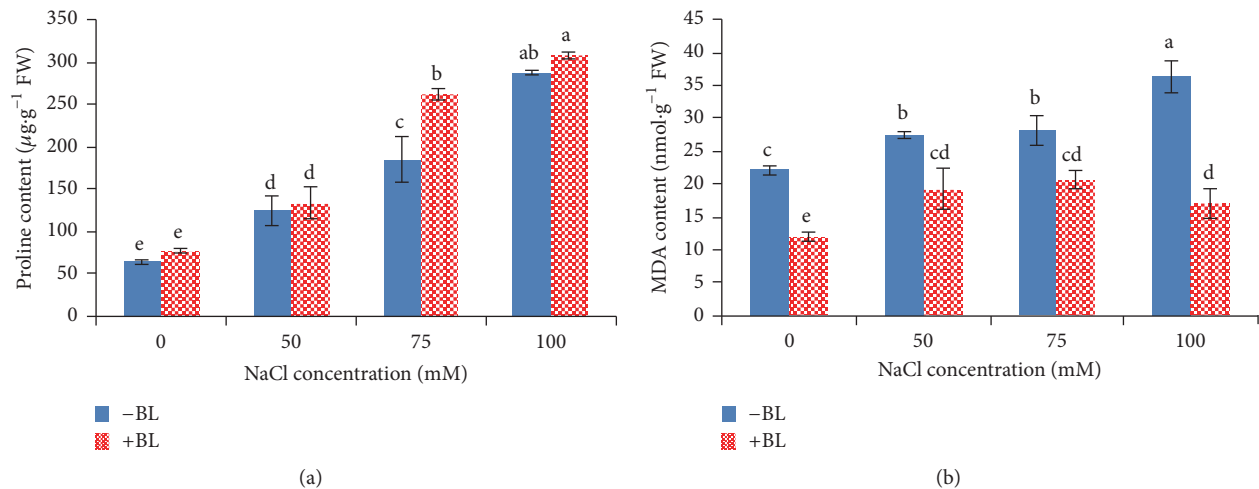 Proline content (μg·g⁻¹ FW)
350
300
250
200
150
100
50
0
e
e
d
d
c
b
ab
a
0
50
75
100
NaCl concentration (mM)
−BL
+BL
(a)
MDA content (nmol·g⁻¹ FW)
45
40
35
30
25
20
15
10
5
0
c
e
b
cd
b
cd
a
d
0
50
75
100
NaCl concentration (mM)
−BL
+BL
(b)